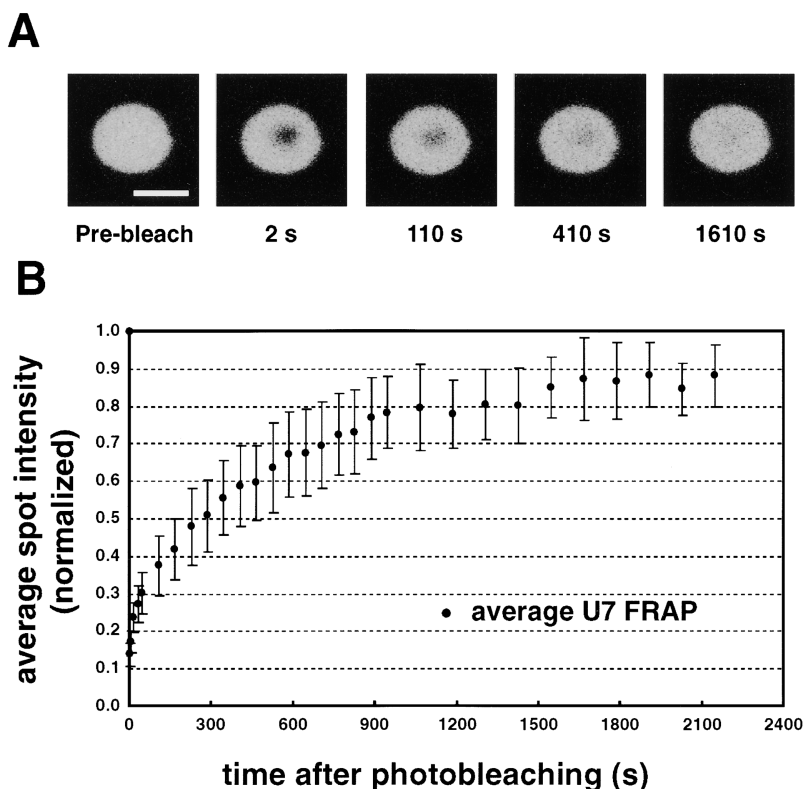 A
Pre-bleach 2 s 110 s 410 s 1610 s
B
average spot intensity
(normalized)
1.0
0.9
0.8
0.7
0.6
0.5
0.4
0.3
0.2
0.1
0.0
average U7 FRAP
0 300 600 900 1200 1500 1800 2100 2400
time after photobleaching (s)